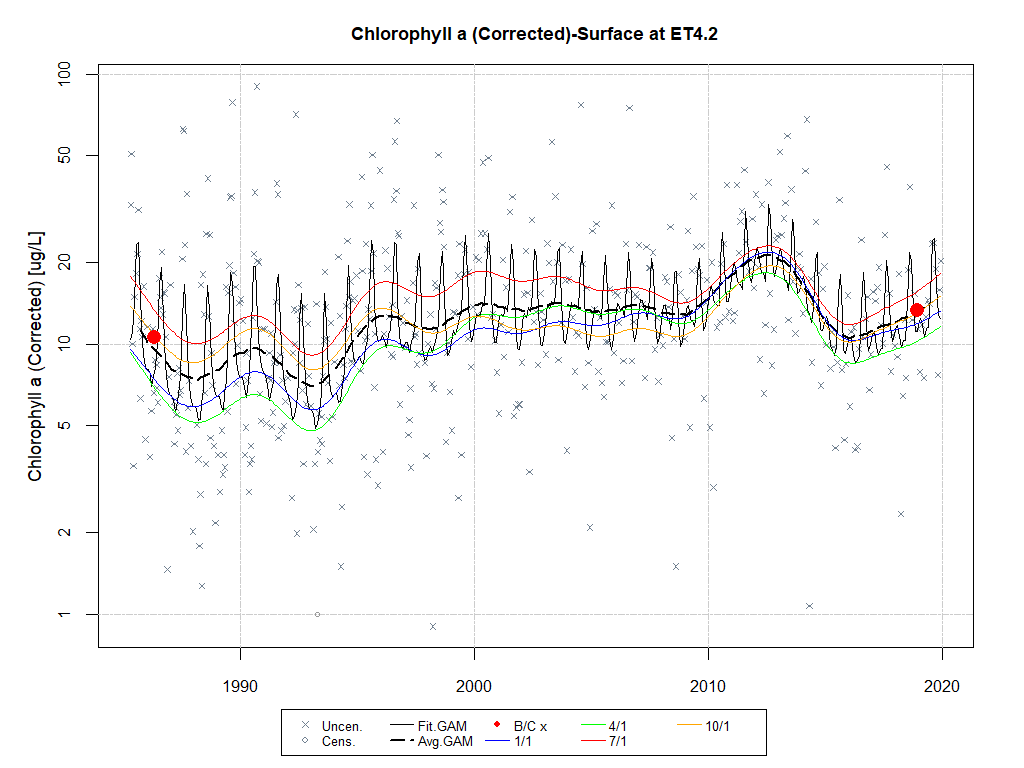 Chlorophyll a (Corrected)-Surface at ET4.2
Chlorophyll a (Corrected) [ug/L]
100
50
20
10
5
2
1
1990
2000
2010
2020
Uncen. Fit.GAM B/C x 4/1 10/1
Cens. Avg.GAM 1/1 7/1